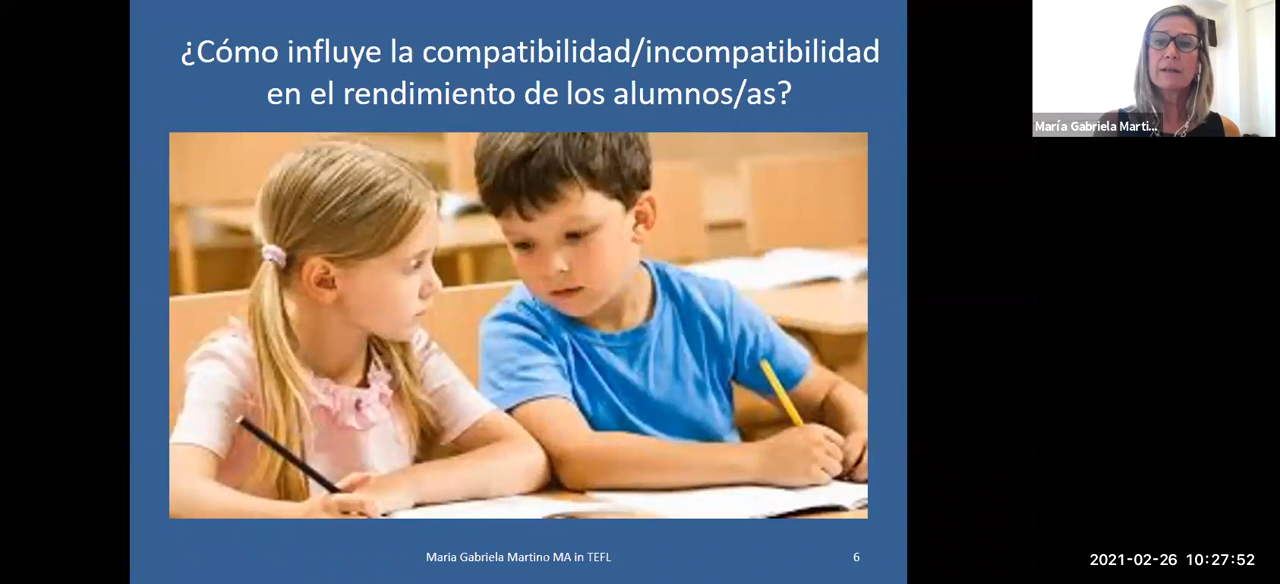 ¿Cómo influye la compatibilidad/incompatibilidad
en el rendimiento de los alumnos/as?
María Gabriela Marti...
Maria Gabriela Martino MA in TEFL
6
2021-02-26 10:27:52